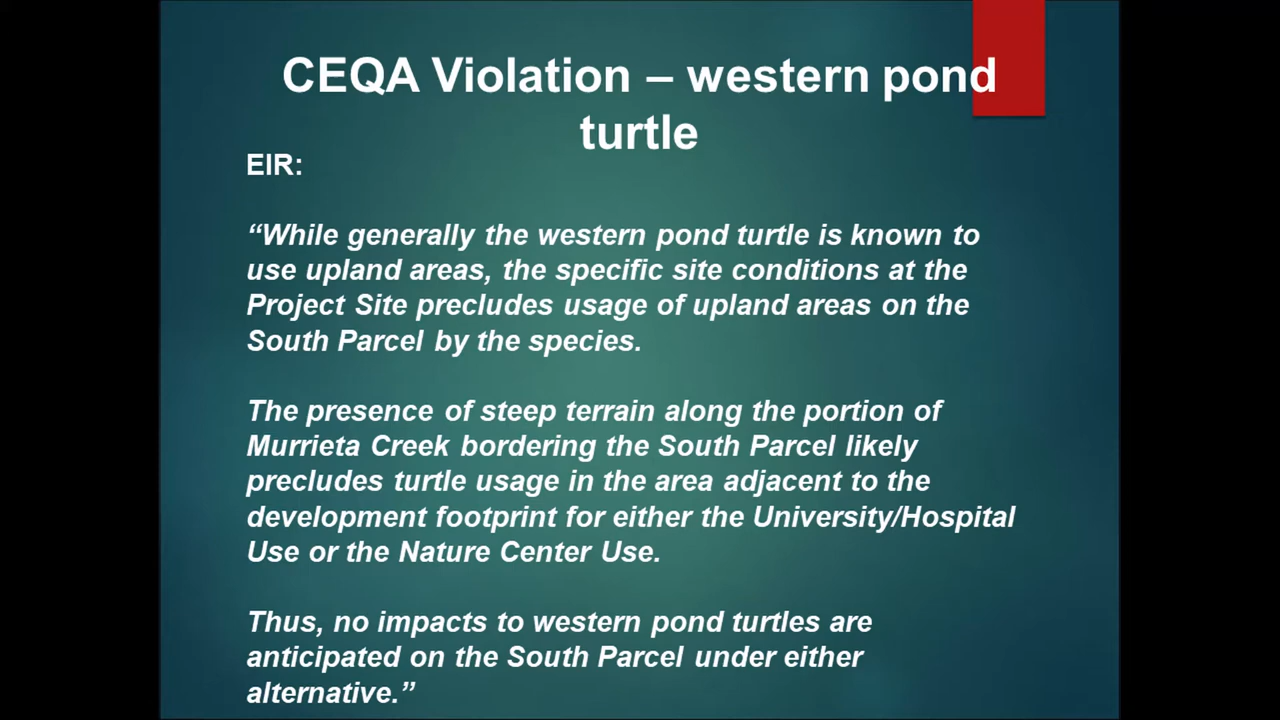 CEQA Violation – western pond
turtle
EIR:
“While generally the western pond turtle is known to
use upland areas, the specific site conditions at the
Project Site precludes usage of upland areas on the
South Parcel by the species.
The presence of steep terrain along the portion of
Murrieta Creek bordering the South Parcel likely
precludes turtle usage in the area adjacent to the
development footprint for either the University/Hospital
Use or the Nature Center Use.
Thus, no impacts to western pond turtles are
anticipated on the South Parcel under either
alternative.”